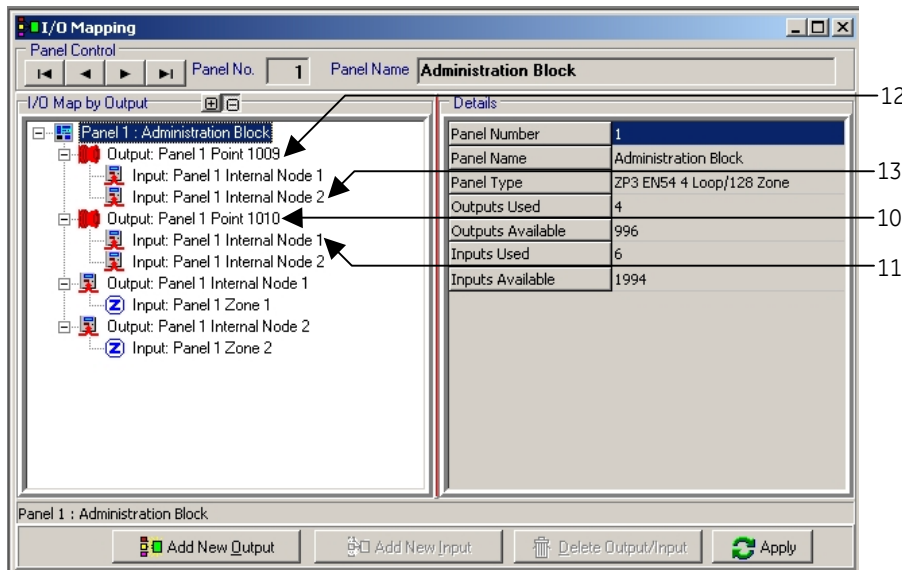 I/O Mapping
Panel Control
Panel No. 1 Panel Name Administration Block
I/O Map by Output
Panel 1 : Administration Block
Output: Panel 1 Point 1009
Input: Panel 1 Internal Node 1
Input: Panel 1 Internal Node 2
Output: Panel 1 Point 1010
Input: Panel 1 Internal Node 1
Input: Panel 1 Internal Node 2
Output: Panel 1 Internal Node 1
Z Input: Panel 1 Zone 1
Output: Panel 1 Internal Node 2
Z Input: Panel 1 Zone 2
Details
Panel Number 1
Panel Name Administration Block
Panel Type ZP3 EN54 4 Loop/128 Zone
Outputs Used 4
Outputs Available 996
Inputs Used 6
Inputs Available 1994
12
13
10
11
Panel 1 : Administration Block
Add New Output Add New Input Delete Output/Input Apply